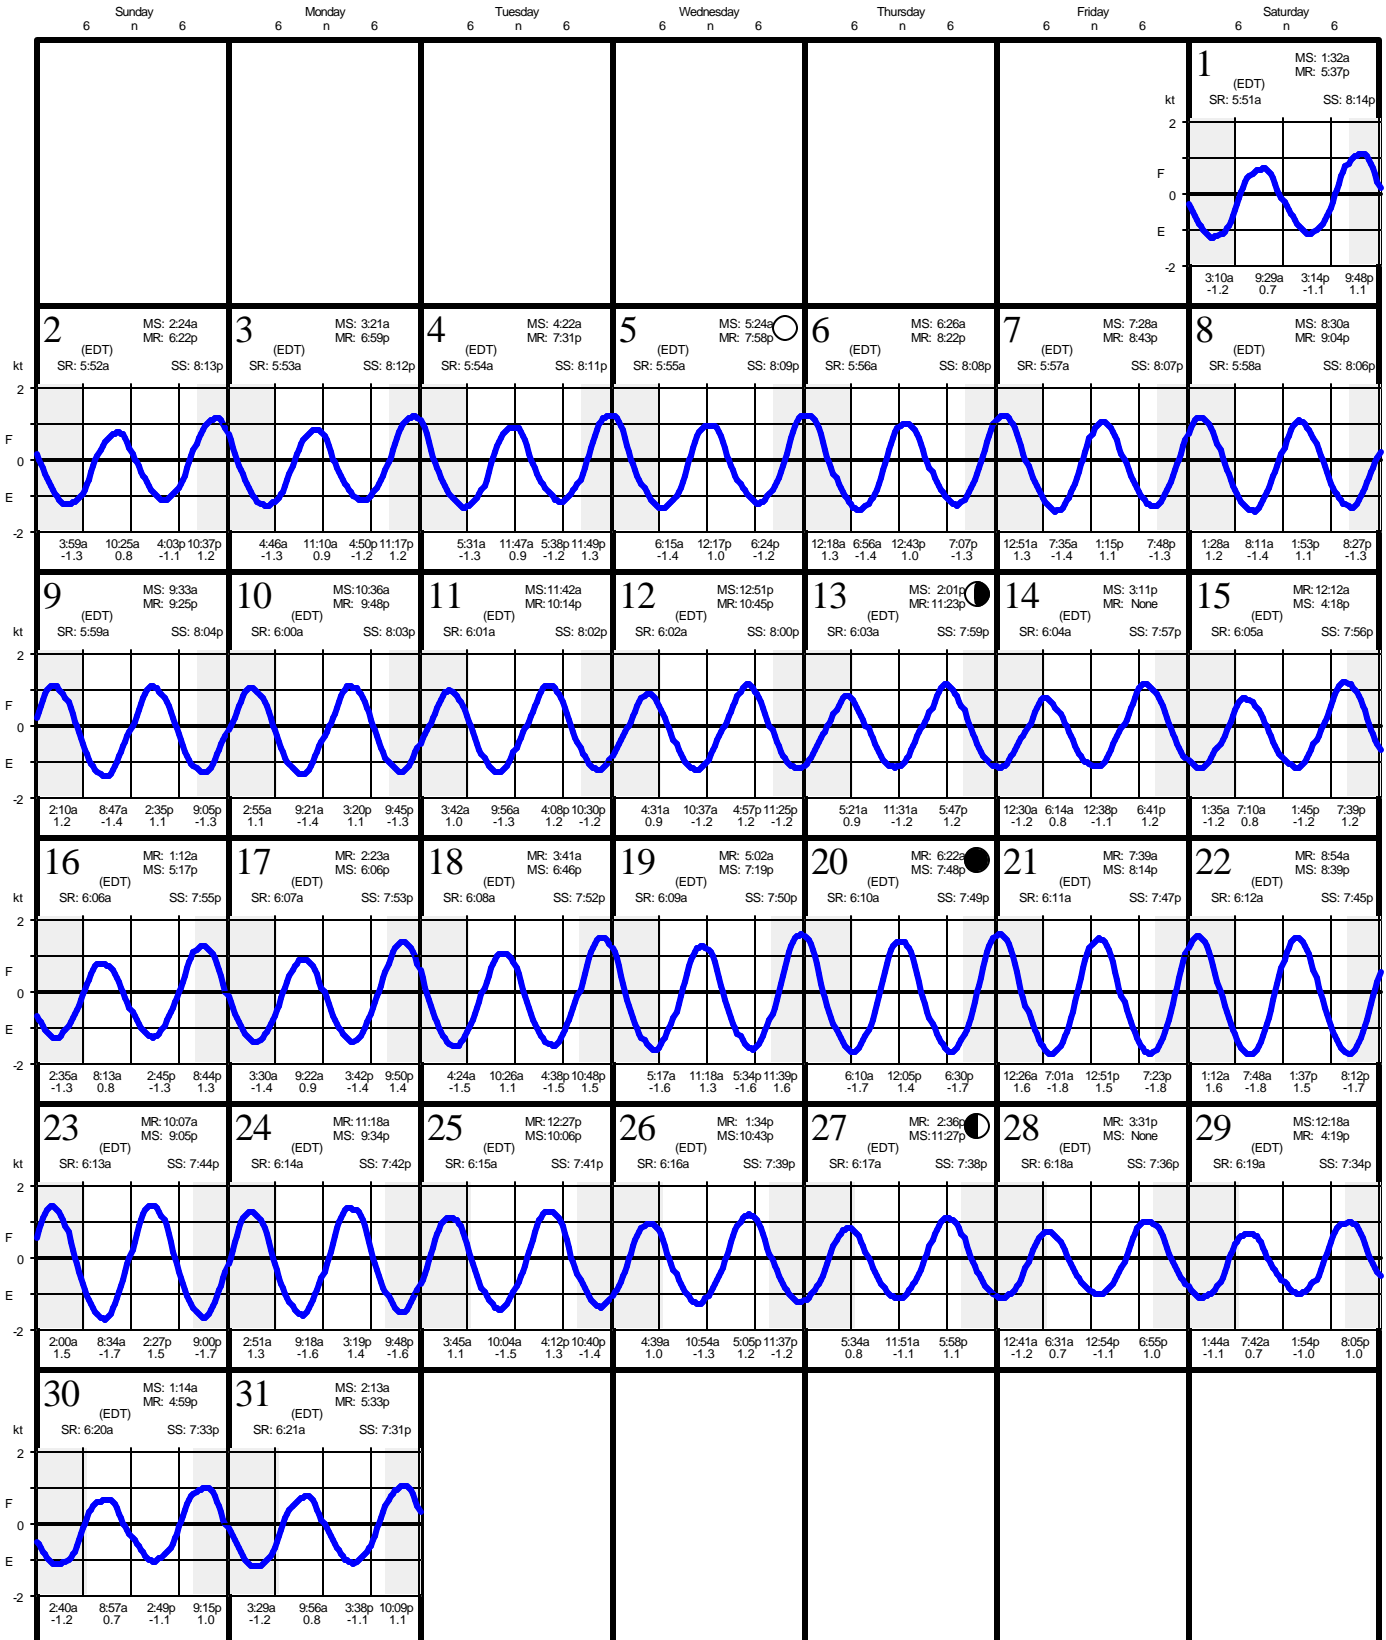 Sunday Monday Tuesday Wednesday Thursday Friday Saturday
6 n 6 6 n 6 6 n 6 6 n 6 6 n 6 6 n 6 6 n 6
1
MS: 1:32a
MR: 5:37p
(EDT)
SR: 5:51a SS: 8:14p
kt
2
F
0
E
-2
3:10a 9:29a 3:14p 9:48p
-1.2 0.7 -1.1 1.1
2
MS: 2:24a
MR: 6:22p
(EDT)
SR: 5:52a SS: 8:13p
kt
2
F
0
E
-2
3:59a 10:25a 4:03p 10:37p
-1.3 0.8 -1.1 1.2
3
MS: 3:21a
MR: 6:59p
(EDT)
SR: 5:53a SS: 8:12p
4:46a 11:10a 4:50p 11:17p
-1.3 0.9 -1.2 1.2
4
MS: 4:22a
MR: 7:31p
(EDT)
SR: 5:54a SS: 8:11p
5:31a 11:47a 5:38p 11:49p
-1.3 0.9 -1.2 1.3
5
MS: 5:24a
MR: 7:58p
(EDT)
SR: 5:55a SS: 8:09p
6:15a 12:17p 6:24p
-1.4 1.0 -1.2
6
MS: 6:26a
MR: 8:22p
(EDT)
SR: 5:56a SS: 8:08p
12:18a 6:56a 12:43p 7:07p
1.3 -1.4 1.0 -1.3
7
MS: 7:28a
MR: 8:43p
(EDT)
SR: 5:57a SS: 8:07p
12:51a 7:35a 1:15p 7:48p
1.3 -1.4 1.1 -1.3
8
MS: 8:30a
MR: 9:04p
(EDT)
SR: 5:58a SS: 8:06p
1:28a 8:11a 1:53p 8:27p
1.2 -1.4 1.1 -1.3
9
MS: 9:33a
MR: 9:25p
(EDT)
SR: 5:59a SS: 8:04p
kt
2
F
0
E
-2
2:10a 8:47a 2:35p 9:05p
1.2 -1.4 1.1 -1.3
10
MS:10:36a
MR: 9:48p
(EDT)
SR: 6:00a SS: 8:03p
2:55a 9:21a 3:20p 9:45p
1.1 -1.4 1.1 -1.3
11
MS:11:42a
MR:10:14p
(EDT)
SR: 6:01a SS: 8:02p
3:42a 9:56a 4:08p 10:30p
1.0 -1.3 1.2 -1.2
12
MS:12:51p
MR:10:45p
(EDT)
SR: 6:02a SS: 8:00p
4:31a 10:37a 4:57p 11:25p
0.9 -1.2 1.2 -1.2
13
MS: 2:01p
MR:11:23p
(EDT)
SR: 6:03a SS: 7:59p
5:21a 11:31a 5:47p
0.9 -1.2 1.2
14
MS: 3:11p
MR: None
(EDT)
SR: 6:04a SS: 7:57p
12:30a 6:14a 12:38p 6:41p
-1.2 0.8 -1.1 1.2
15
MR:12:12a
MS: 4:18p
(EDT)
SR: 6:05a SS: 7:56p
1:35a 7:10a 1:45p 7:39p
-1.2 0.8 -1.2 1.2
16
MR: 1:12a
MS: 5:17p
(EDT)
SR: 6:06a SS: 7:55p
kt
2
F
0
E
-2
2:35a 8:13a 2:45p 8:44p
-1.3 0.8 -1.3 1.3
17
MR: 2:23a
MS: 6:06p
(EDT)
SR: 6:07a SS: 7:53p
3:30a 9:22a 3:42p 9:50p
-1.4 0.9 -1.4 1.4
18
MR: 3:41a
MS: 6:46p
(EDT)
SR: 6:08a SS: 7:52p
4:24a 10:26a 4:38p 10:48p
-1.5 1.1 -1.5 1.5
19
MR: 5:02a
MS: 7:19p
(EDT)
SR: 6:09a SS: 7:50p
5:17a 11:18a 5:34p 11:39p
-1.6 1.3 -1.6 1.6
20
MR: 6:22a
MS: 7:48p
(EDT)
SR: 6:10a SS: 7:49p
6:10a 12:05p 6:30p
-1.7 1.4 -1.7
21
MR: 7:39a
MS: 8:14p
(EDT)
SR: 6:11a SS: 7:47p
12:26a 7:01a 12:51p 7:23p
1.6 -1.8 1.5 -1.8
22
MR: 8:54a
MS: 8:39p
(EDT)
SR: 6:12a SS: 7:45p
1:12a 7:48a 1:37p 8:12p
1.6 -1.8 1.5 -1.7
23
MR:10:07a
MS: 9:05p
(EDT)
SR: 6:13a SS: 7:44p
kt
2
F
0
E
-2
2:00a 8:34a 2:27p 9:00p
1.5 -1.7 1.5 -1.7
24
MR:11:18a
MS: 9:34p
(EDT)
SR: 6:14a SS: 7:42p
2:51a 9:18a 3:19p 9:48p
1.3 -1.6 1.4 -1.6
25
MR:12:27p
MS:10:06p
(EDT)
SR: 6:15a SS: 7:41p
3:45a 10:04a 4:12p 10:40p
1.1 -1.5 1.3 -1.4
26
MR: 1:34p
MS:10:43p
(EDT)
SR: 6:16a SS: 7:39p
4:39a 10:54a 5:05p 11:37p
1.0 -1.3 1.2 -1.2
27
MR: 2:36p
MS:11:27p
(EDT)
SR: 6:17a SS: 7:38p
5:34a 11:51a 5:58p
0.8 -1.1 1.1
28
MR: 3:31p
MS: None
(EDT)
SR: 6:18a SS: 7:36p
12:41a 6:31a 12:54p 6:55p
-1.2 0.7 -1.1 1.0
29
MS:12:18a
MR: 4:19p
(EDT)
SR: 6:19a SS: 7:34p
1:44a 7:42a 1:54p 8:05p
-1.1 0.7 -1.0 1.0
30
MS: 1:14a
MR: 4:59p
(EDT)
SR: 6:20a SS: 7:33p
kt
2
F
0
E
-2
2:40a 8:57a 2:49p 9:15p
-1.2 0.7 -1.1 1.0
31
MS: 2:13a
MR: 5:33p
(EDT)
SR: 6:21a SS: 7:31p
3:29a 9:56a 3:38p 10:09p
-1.2 0.8 -1.1 1.1